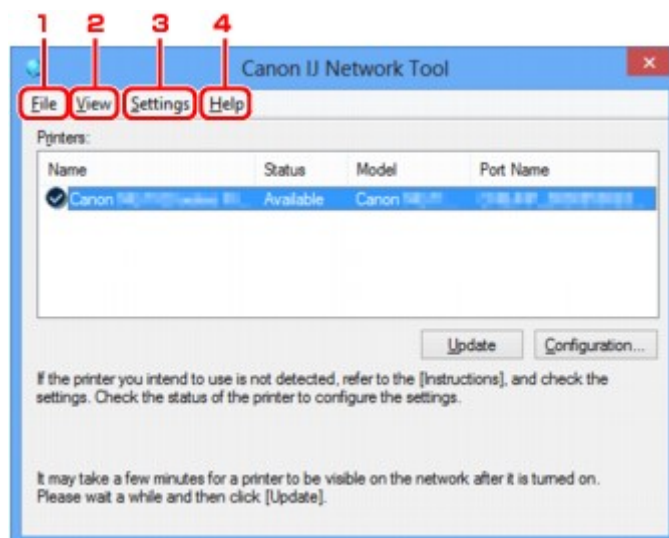 1 2 3 4
Canon IJ Network Tool
File View Settings Help
Printers:
Name Status Model Port Name
Canon Available Canon
Update Configuration...
If the printer you intend to use is not detected, refer to the [Instructions], and check the
settings. Check the status of the printer to configure the settings.
It may take a few minutes for a printer to be visible on the network after it is turned on.
Please wait a while and then click [Update].